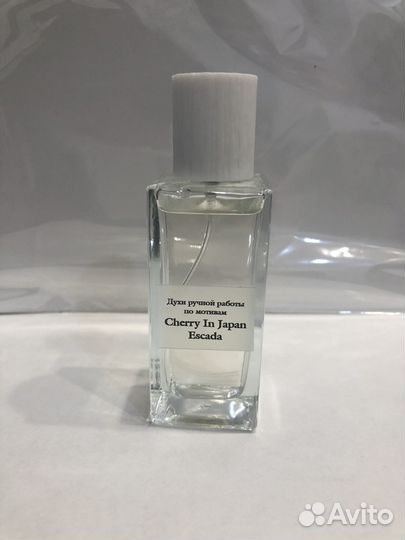 Духи ручной работы
по мотивам
Cherry In Japan
Escada
Avito